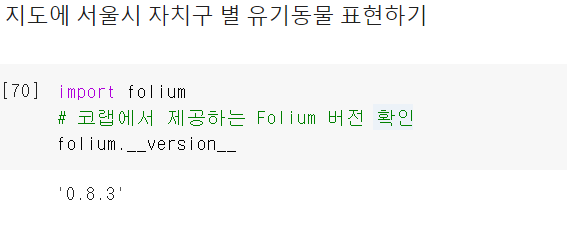 지도에 서울시 자치구 별 유기동물 표현하기
[70] import folium
# 코랩에서 제공하는 Folium 버전 확인
folium.__version__
'0.8.3'